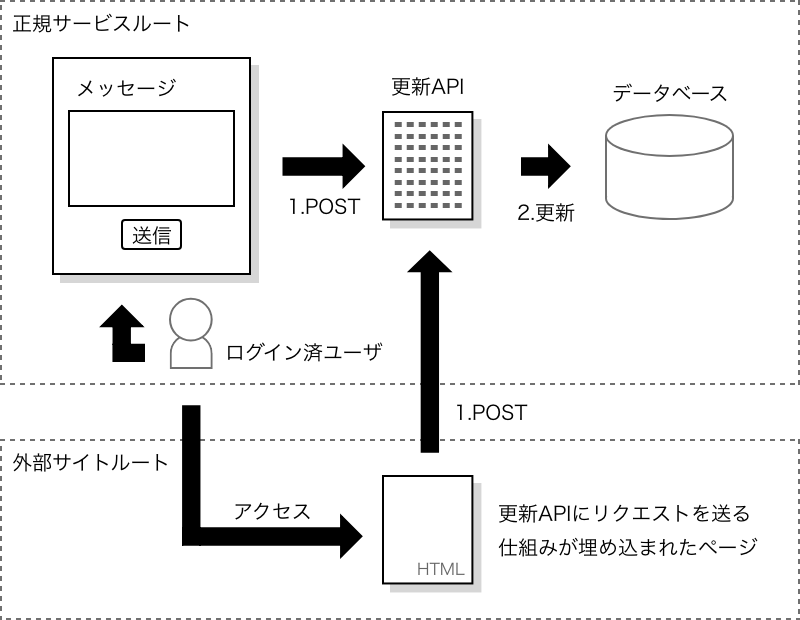 正規サービスルート
メッセージ
送信
1.POST
更新API
2.更新
データベース
ログイン済ユーザ
1.POST
外部サイトルート
アクセス
HTML
更新APIにリクエストを送る
仕組みが埋め込まれたページ